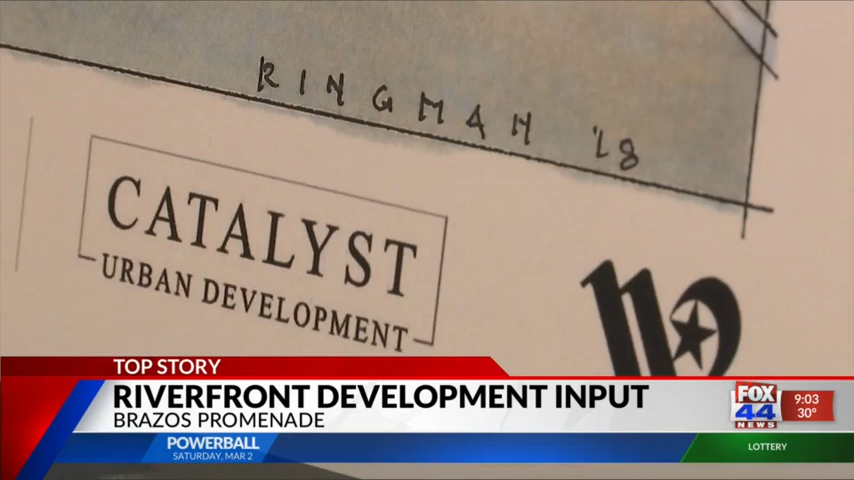 RINGMAN '18
CATALYST
URBAN DEVELOPMENT
TOP STORY
RIVERFRONT DEVELOPMENT INPUT
BRAZOS PROMENADE
FOX
44
NEWS
9:03
30°
POWERBALL
SATURDAY, MAR 2
LOTTERY